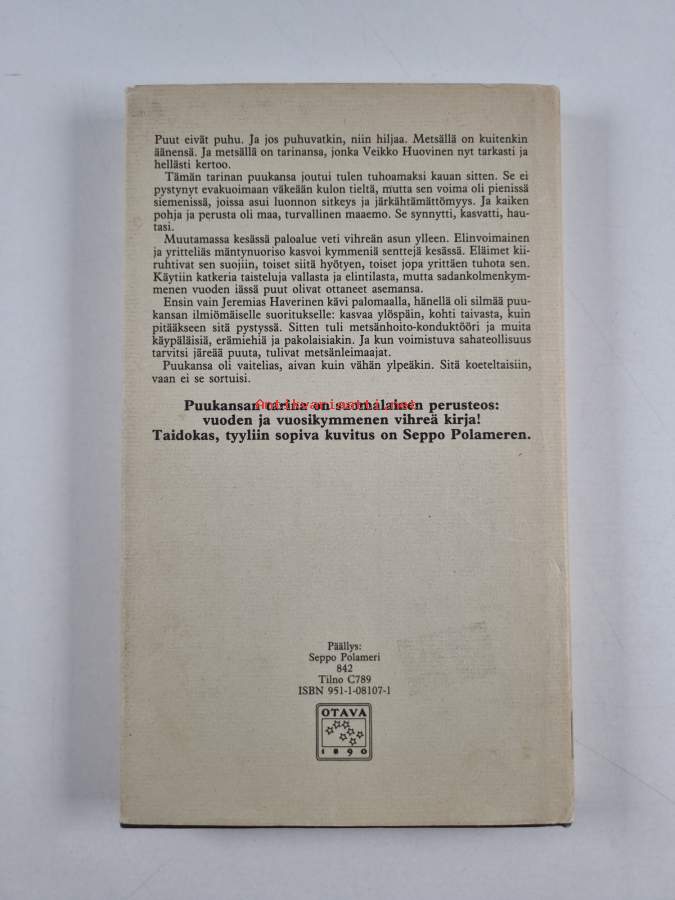 Puut eivät puhu. Ja jos puhuvatkin, niin hiljaa. Metsällä on kuitenkin
äänensä. Ja metsällä on tarinansa, jonka Veikko Huovinen nyt tarkasti ja
hellästi kertoo.
Tämän tarinan puukansa joutui tulen tuhoamaksi kauan sitten. Se ei
pystynyt evakuoimaan väkeään kulon tieltä, mutta sen voima oli pienissä
siemenissä, joissa asui luonnon sitkeys ja järkähtämättömyys. Ja kaiken
pohja ja perusta oli maa, turvallinen maaemo. Se synnytti, kasvatti, hau-
tasi.
Muutamassa kesässä paloalue veti vihreän asun ylleen. Elinvoimainen
ja yritteliäs mäntynuoriso kasvoi kymmeniä senttejä kesässä. Eläimet kii-
ruhtivat sen suojiin, toiset siitä hyötyen, toiset jopa yrittäen tuhota sen.
Käytiin katkeria taisteluja vallasta ja elintilasta, mutta sadankolmenkym-
menen vuoden iässä puut olivat ottaneet asemansa.
Ensin vain Jeremias Haverinen kävi palomaalla, hänellä oli silmää puu-
kansan ilmiömäiselle suoritukselle: kasvaa ylöspäin, kohti taivasta, kuin
pitääkseen sitä pystyssä. Sitten tuli metsänhoito-konduktööri ja muita
käypäläisiä, erämiehiä ja pakolaisiakin. Ja kun voimistuva sahateollisuus
tarvitsi järeää puuta, tulivat metsänleimaajat.
Puukansa oli vaitelias, aivan kuin vähän ylpeäkin. Sitä koeteltaisiin,
vaan ei se sortuisi.
Puukansan tarina on suomalaisen perusteos:
Antikvariaatti.net
vuoden ja vuosikymmenen vihreä kirja!
Taidokas, tyyliin sopiva kuvitus on Seppo Polameren.
Päällys:
Seppo Polameri
842
Tilno C789
ISBN 951-1-08107-1
OTAVA
1890